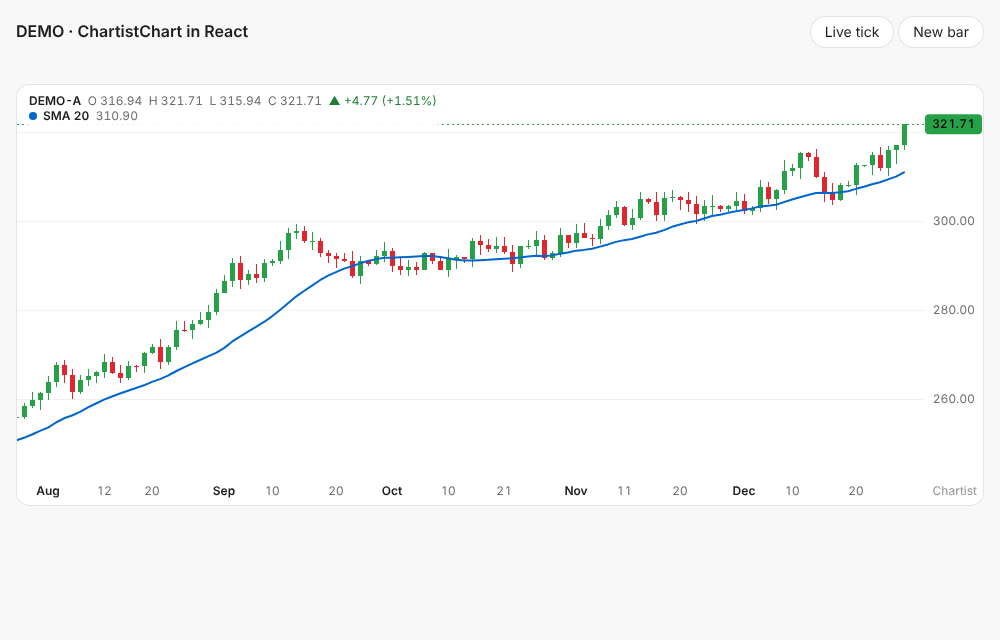 DEMO · ChartistChart in React
Live tick
New bar
DEMO-A O 316.94 H 321.71 L 315.94 C 321.71 ▲ +4.77 (+1.51%)
SMA 20 310.90
321.71
300.00
280.00
260.00
Aug 12 20 Sep 10 20 Oct 10 21 Nov 11 20 Dec 10 20 Chartist